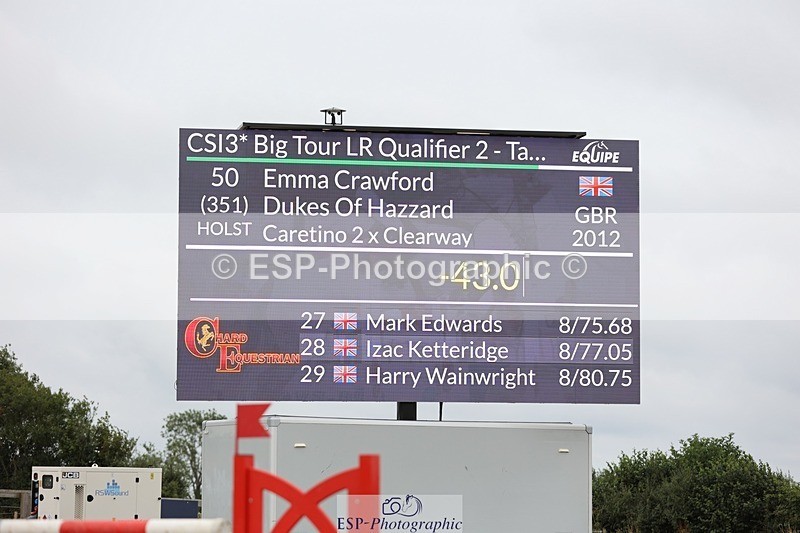 CSI3* Big Tour LR Qualifier 2 - Ta...
EQUIPE
50 Emma Crawford
(351) Dukes Of Hazzard GBR
HOLST Caretino 2 x Clearway 2012
© ESP-Photographic ©
-43.0
27 Mark Edwards 8/75.68
28 Izac Ketteridge 8/77.05
29 Harry Wainwright 8/80.75
CHARD
EQUESTRIAN
JCB
RSWsound
ESP-Photographic